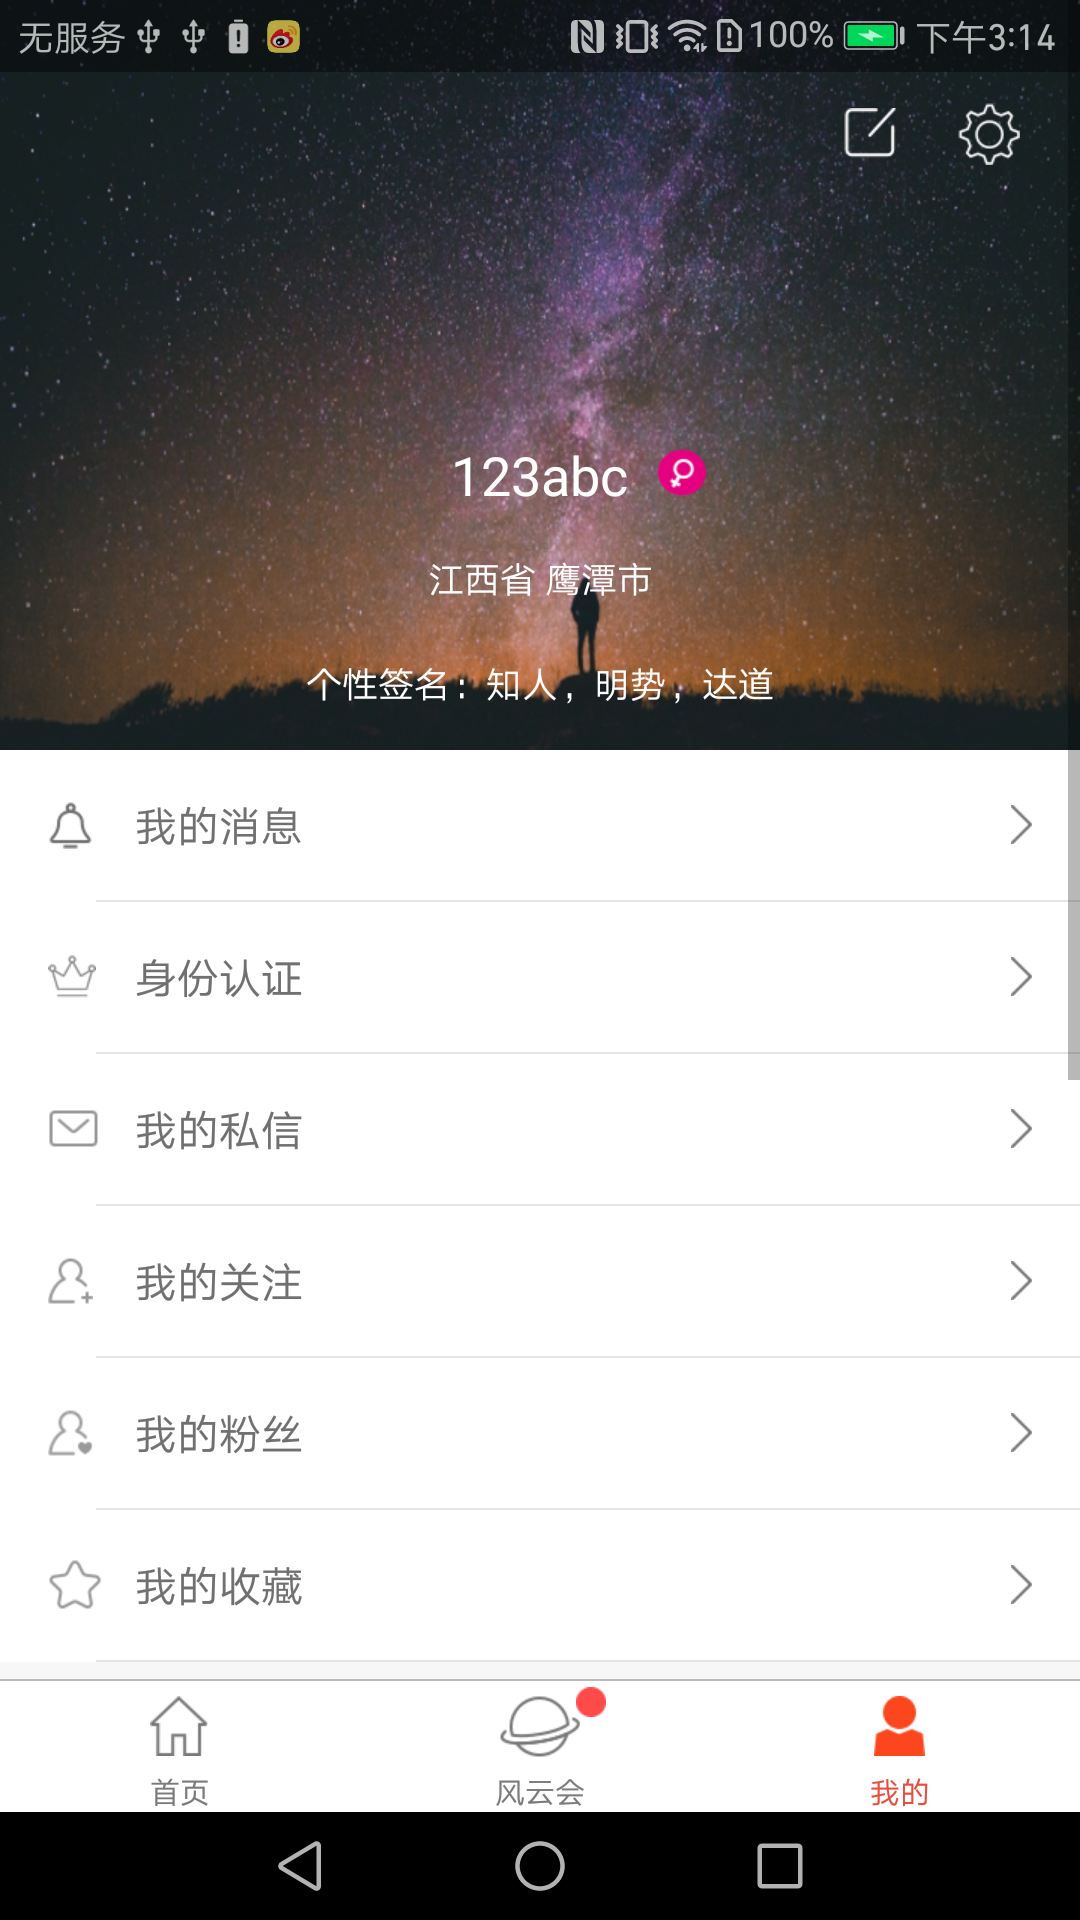 无服务 100% 下午3:14
123abc
江西省 鹰潭市
个性签名：知人，明势，达道
我的消息
身份认证
我的私信
我的关注
我的粉丝
我的收藏
首页 风云会 我的